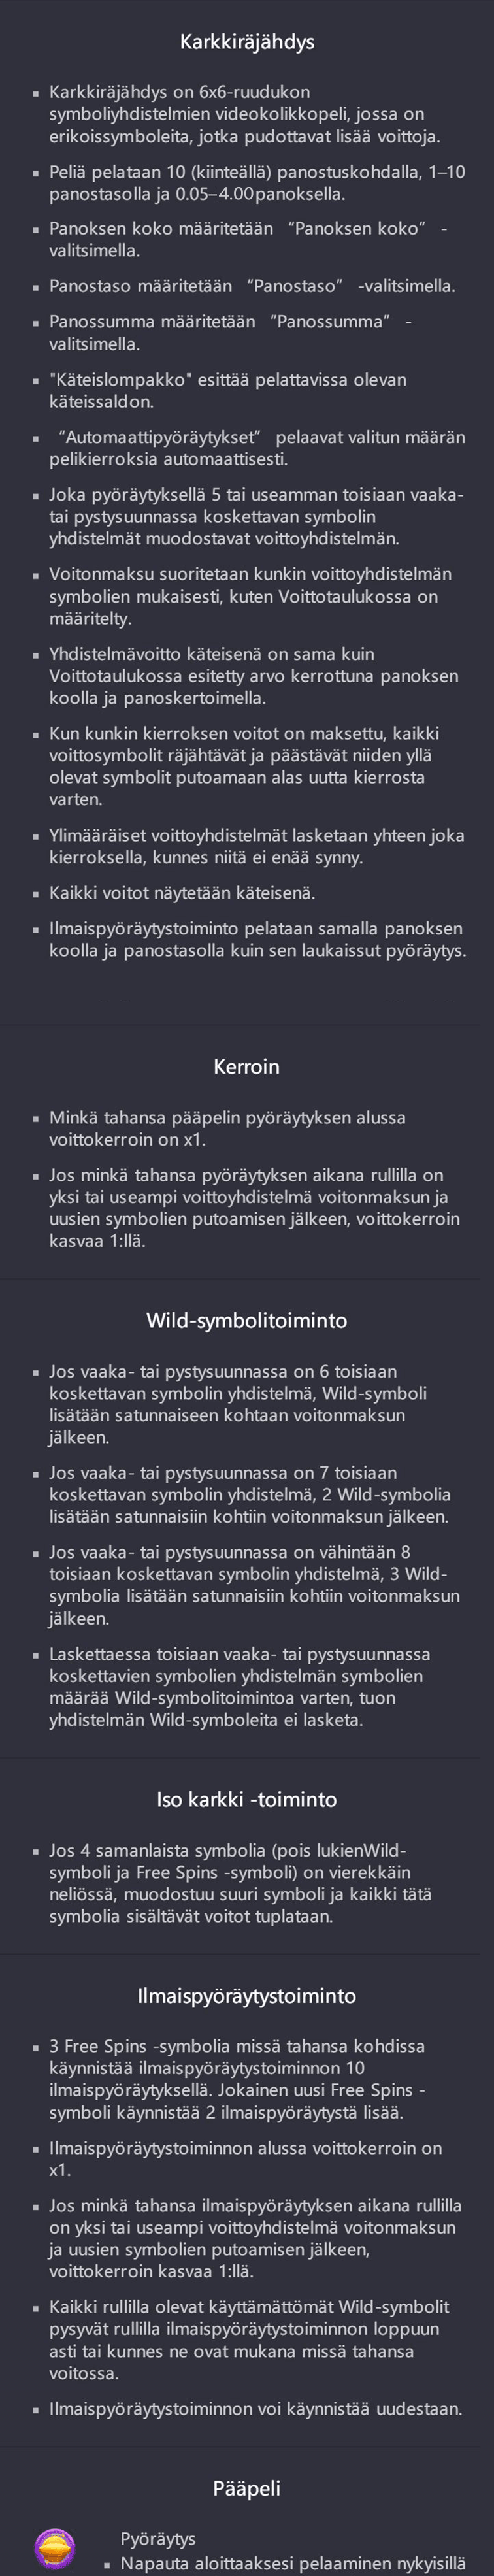 Karkkiräjähdys
▪ Karkkiräjähdys on 6x6-ruudukon
symboliyhdistelmien videokolikkopeli, jossa on
erikoissymboleita, jotka pudottavat lisää voittoja.
▪ Peliä pelataan 10 (kiinteällä) panostuskohdalla, 1–10
panostasolla ja 0.05–4.00panoksella.
▪ Panoksen koko määritetään “Panoksen koko” -
valitsimella.
▪ Panostaso määritetään “Panostaso” -valitsimella.
▪ Panossumma määritetään “Panossumma” -
valitsimella.
▪ "Käteislompakko" esittää pelattavissa olevan
käteissaldon.
▪ “Automaattipyöräytykset” pelaavat valitun määrän
pelikierroksia automaattisesti.
▪ Joka pyöräytyksellä 5 tai useamman toisiaan vaaka-
tai pystysuunnassa koskettavan symbolin
yhdistelmät muodostavat voittoyhdistelmän.
▪ Voitonmaksu suoritetaan kunkin voittoyhdistelmän
symbolien mukaisesti, kuten Voittotaulukossa on
määritelty.
▪ Yhdistelmävoitto käteisenä on sama kuin
Voittotaulukossa esitetty arvo kerrottuna panoksen
koolla ja panoskertoimella.
▪ Kun kunkin kierroksen voitot on maksettu, kaikki
voittosymbolit räjähtävät ja päästävät niiden yllä
olevat symbolit putoamaan alas uutta kierrosta
varten.
▪ Ylimääräiset voittoyhdistelmät lasketaan yhteen joka
kierroksella, kunnes niitä ei enää synny.
▪ Kaikki voitot näytetään käteisenä.
▪ Ilmaispyöräytystoiminto pelataan samalla panoksen
koolla ja panostasolla kuin sen laukaissut pyöräytys.
Kerroin
▪ Minkä tahansa pääpelin pyöräytyksen alussa
voittokerroin on x1.
▪ Jos minkä tahansa pyöräytyksen aikana rullilla on
yksi tai useampi voittoyhdistelmä voitonmaksun ja
uusien symbolien putoamisen jälkeen, voittokerroin
kasvaa 1:llä.
Wild-symbolitoiminto
▪ Jos vaaka- tai pystysuunnassa on 6 toisiaan
koskettavan symbolin yhdistelmä, Wild-symboli
lisätään satunnaiseen kohtaan voitonmaksun
jälkeen.
▪ Jos vaaka- tai pystysuunnassa on 7 toisiaan
koskettavan symbolin yhdistelmä, 2 Wild-symbolia
lisätään satunnaisiin kohtiin voitonmaksun jälkeen.
▪ Jos vaaka- tai pystysuunnassa on vähintään 8
toisiaan koskettavan symbolin yhdistelmä, 3 Wild-
symbolia lisätään satunnaisiin kohtiin voitonmaksun
jälkeen.
▪ Laskettaessa toisiaan vaaka- tai pystysuunnassa
koskettavien symbolien yhdistelmän symbolien
määrää Wild-symbolitoimintoa varten, tuon
yhdistelmän Wild-symboleita ei lasketa.
Iso karkki -toiminto
▪ Jos 4 samanlaista symbolia (pois lukienWild-
symboli ja Free Spins -symboli) on vierekkäin
neliössä, muodostuu suuri symboli ja kaikki tätä
symbolia sisältävät voitot tuplataan.
Ilmaispyöräytystoiminto
▪ 3 Free Spins -symbolia missä tahansa kohdissa
käynnistää ilmaispyöräytystoiminnon 10
ilmaispyöräytyksellä. Jokainen uusi Free Spins -
symboli käynnistää 2 ilmaispyöräytystä lisää.
▪ Ilmaispyöräytystoiminnon alussa voittokerroin on
x1.
▪ Jos minkä tahansa ilmaispyöräytyksen aikana rullilla
on yksi tai useampi voittoyhdistelmä voitonmaksun
ja uusien symbolien putoamisen jälkeen,
voittokerroin kasvaa 1:llä.
▪ Kaikki rullilla olevat käyttämättömät Wild-symbolit
pysyvät rullilla ilmaispyöräytystoiminnon loppuun
asti tai kunnes ne ovat mukana missä tahansa
voitossa.
▪ Ilmaispyöräytystoiminnon voi käynnistää uudestaan.
Pääpeli
Pyöräytys
▪ Napauta aloittaaksesi pelaaminen nykyisillä